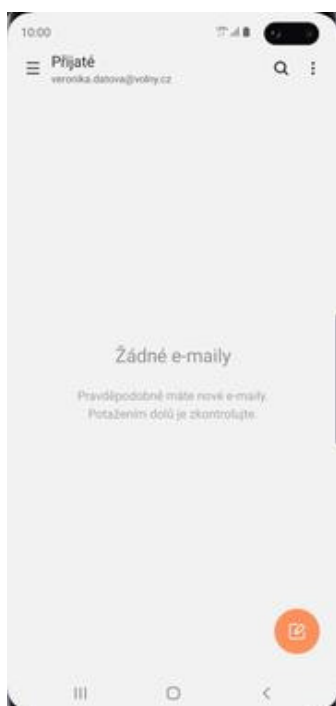 10:00
Přijaté
veronika.datova@volny.cz
Žádné e-maily
Pravděpodobně máte nové e-maily.
Potažením dolů je zkontrolujte.